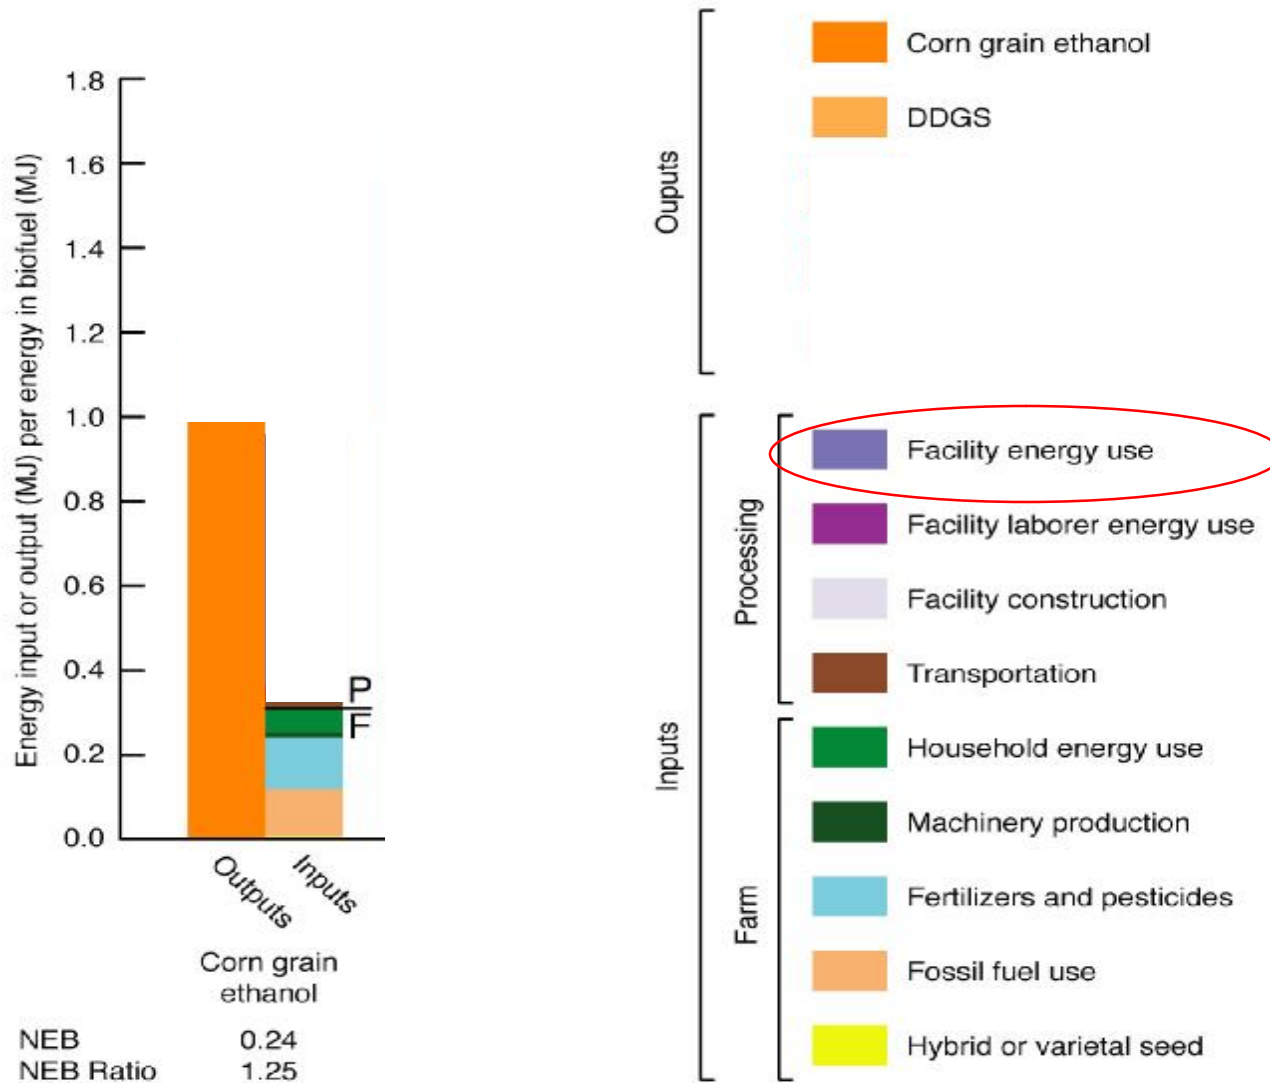 Energy input or output (MJ) per energy in biofuel (MJ)
1.8
1.6
1.4
1.2
1.0
0.8
0.6
0.4
0.2
0.0
P
F
Outputs
Inputs
Corn grain
ethanol
NEB 0.24
NEB Ratio 1.25
Ouputs
Corn grain ethanol
DDGS
Inputs
Processing
Facility energy use
Facility laborer energy use
Facility construction
Transportation
Farm
Household energy use
Machinery production
Fertilizers and pesticides
Fossil fuel use
Hybrid or varietal seed